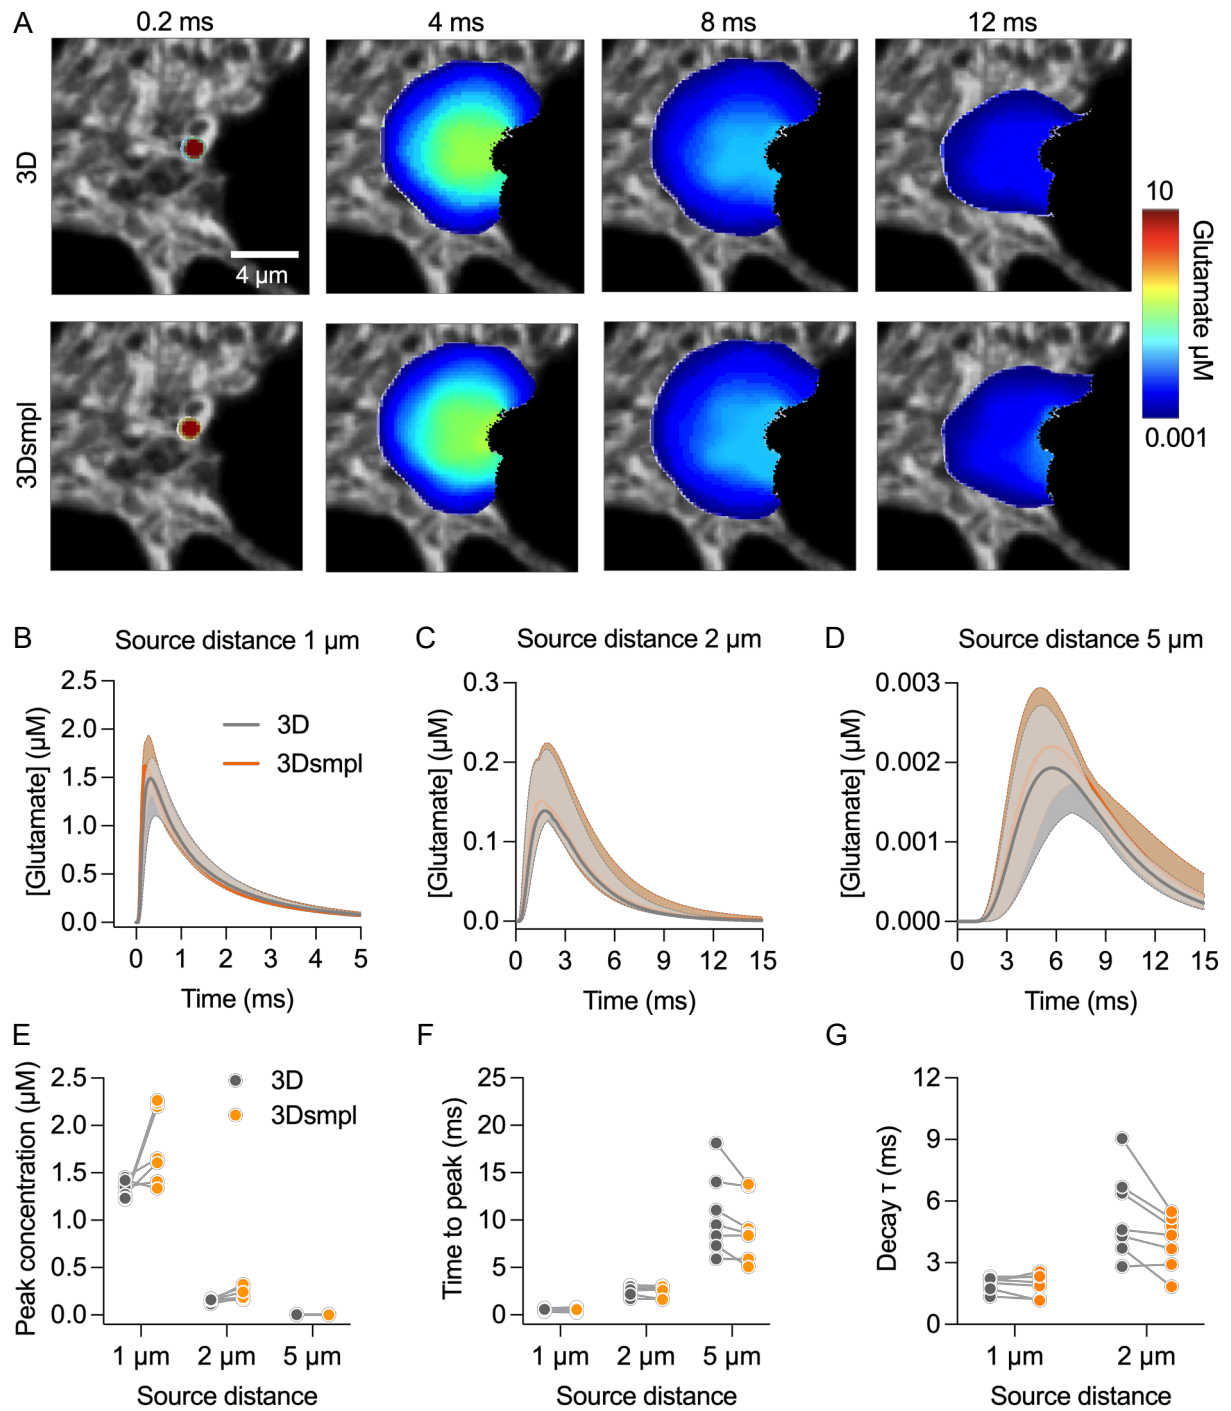 A
0.2 ms
4 ms
8 ms
12 ms
3D
4 µm
3Dsmpl
10
0.001
Glutamate µM
B
Source distance 1 µm
[Glutamate] (µM)
2.5
2.0
1.5
1.0
0.5
0.0
3D
3Dsmpl
0
1
2
3
4
5
Time (ms)
C
Source distance 2 µm
[Glutamate] (µM)
0.3
0.2
0.1
0.0
0
3
6
9
12
15
Time (ms)
D
Source distance 5 µm
[Glutamate] (µM)
0.003
0.002
0.001
0.000
0
3
6
9
12
15
Time (ms)
E
Peak concentration (µM)
2.5
2.0
1.5
1.0
0.5
0.0
3D
3Dsmpl
1 µm
2 µm
5 µm
Source distance
F
Time to peak (ms)
25
20
15
10
5
0
1 µm
2 µm
5 µm
Source distance
G
Decay τ (ms)
12
9
6
3
0
1 µm
2 µm
Source distance